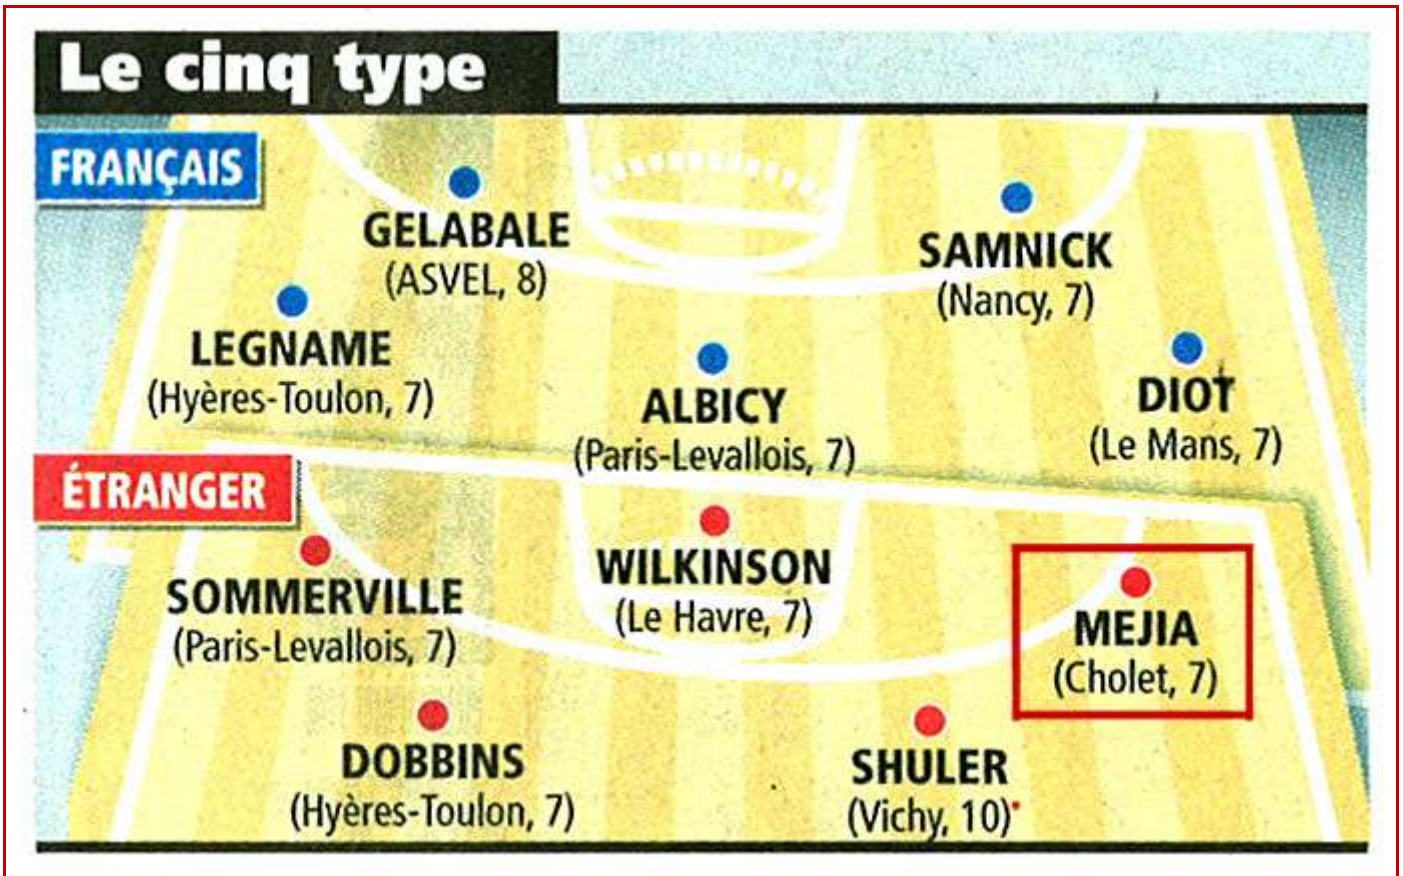 Le cinq type
FRANÇAIS
GELABALE
(ASVEL, 8)
SAMNICK
(Nancy, 7)
LEGNAME
(Hyères-Toulon, 7)
ALBICY
(Paris-Levallois, 7)
DIOT
(Le Mans, 7)
ÉTRANGER
SOMMERVILLE
(Paris-Levallois, 7)
WILKINSON
(Le Havre, 7)
MEJIA
(Cholet, 7)
DOBBINS
(Hyères-Toulon, 7)
SHULER
(Vichy, 10)